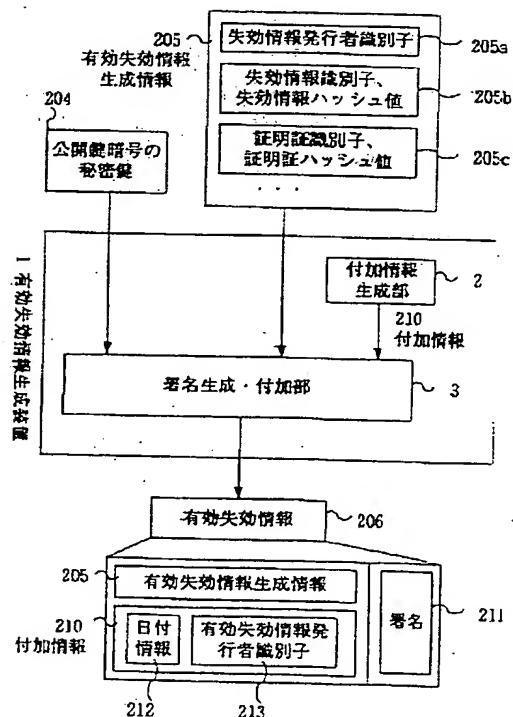 205
有効失効情報
生成情報
失効情報発行者識別子
205a
失効情報識別子、
失効情報ハッシュ値
205b
証明証識別子、
証明証ハッシュ値
205c
・・・
204
公開鍵暗号の
秘密鍵
1 有効失効情報生成装置
付加情報
生成部
2
210
付加情報
署名生成・付加部
3
有効失効情報
206
205
有効失効情報生成情報
210
付加情報
日付
情報
有効失効情報発
行者識別子
署名
211
212
213